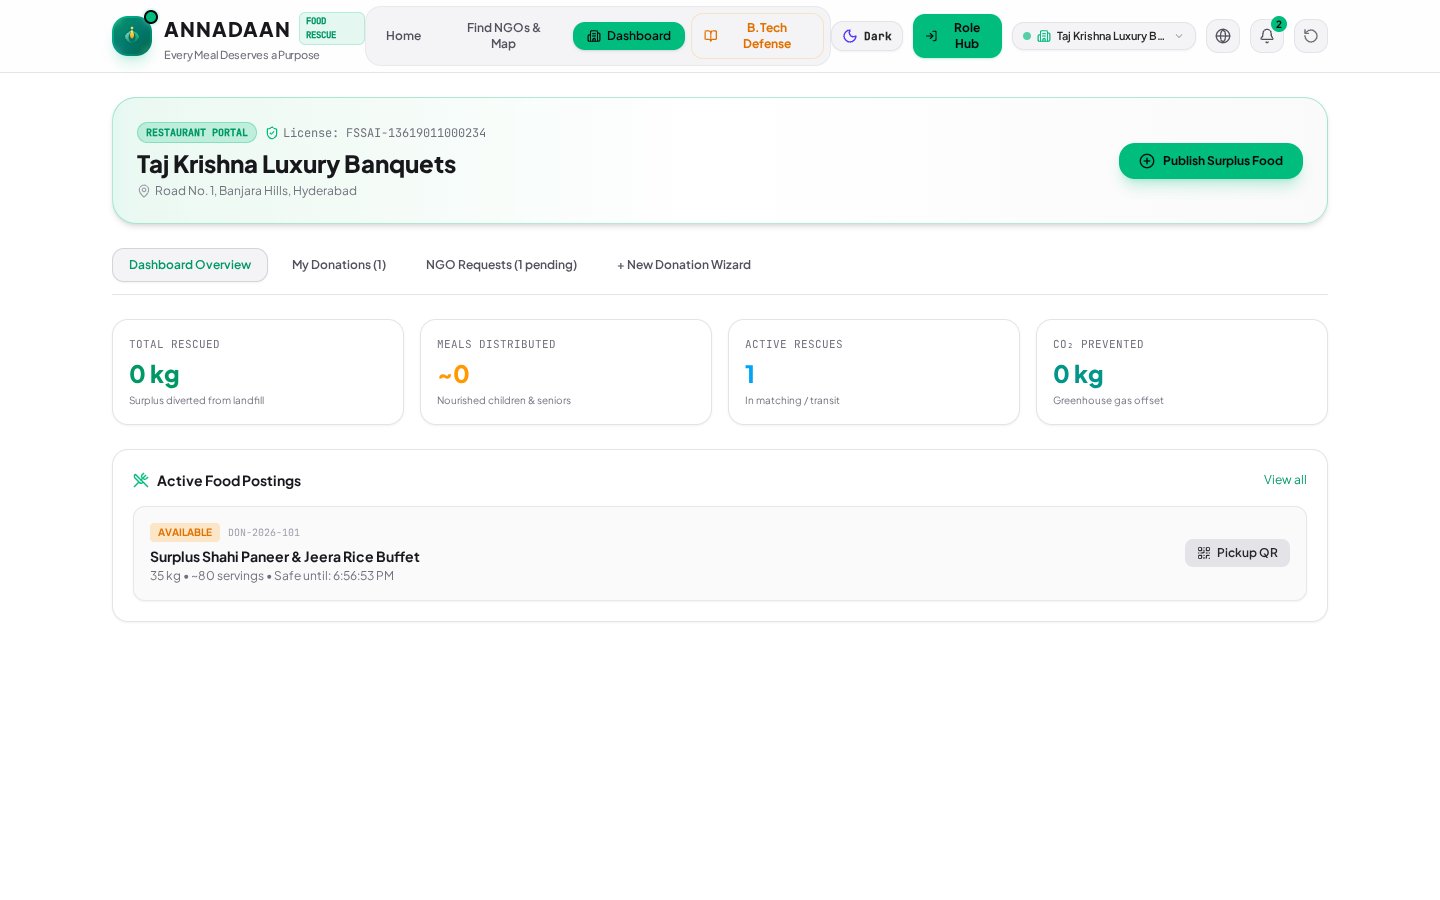 ANNADAAN
FOOD
RESCUE
Every Meal Deserves a Purpose
Home
Find NGOs &
Map
Dashboard
B.Tech
Defense
Dark
Role
Hub
Taj Krishna Luxury B...
2
RESTAURANT PORTAL
License: FSSAI-13619011000234
Taj Krishna Luxury Banquets
Road No. 1, Banjara Hills, Hyderabad
Publish Surplus Food
Dashboard Overview
My Donations (1)
NGO Requests (1 pending)
+ New Donation Wizard
TOTAL RESCUED
0 kg
Surplus diverted from landfill
MEALS DISTRIBUTED
~0
Nourished children & seniors
ACTIVE RESCUES
1
In matching / transit
CO₂ PREVENTED
0 kg
Greenhouse gas offset
Active Food Postings
View all
AVAILABLE DON-2026-101
Surplus Shahi Paneer & Jeera Rice Buffet
35 kg • ~80 servings • Safe until: 6:56:53 PM
Pickup QR